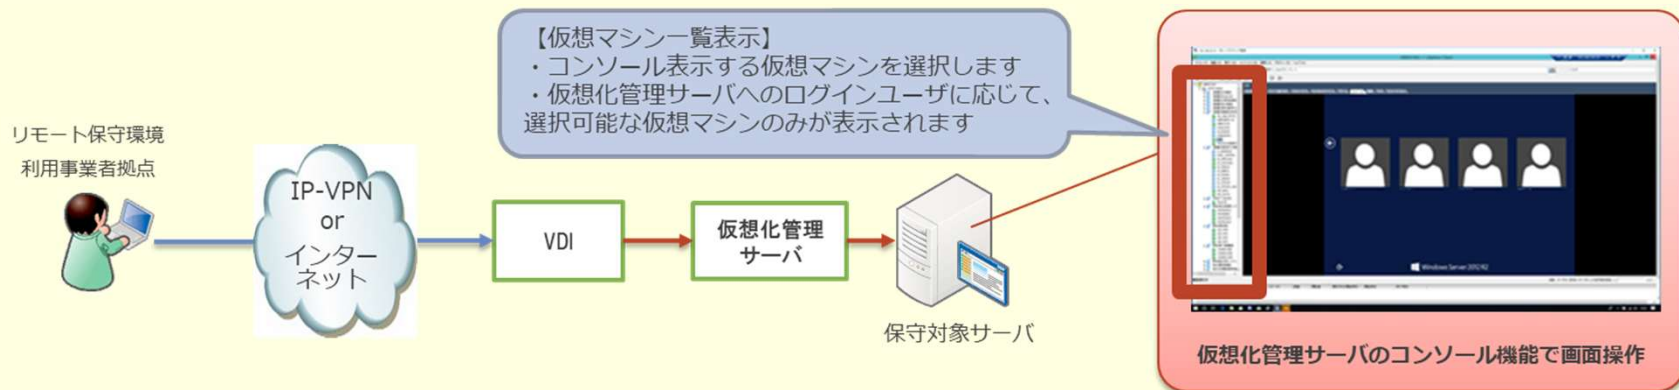 【仮想マシン一覧表示】
・コンソール表示する仮想マシンを選択します
・仮想化管理サーバへのログインユーザに応じて、
選択可能な仮想マシンのみが表示されます
リモート保守環境
利用事業者拠点
IP-VPN
or
インター
ネット
VDI
仮想化管理
サーバ
保守対象サーバ
Windows Server 2012 R2
仮想化管理サーバのコンソール機能で画面操作